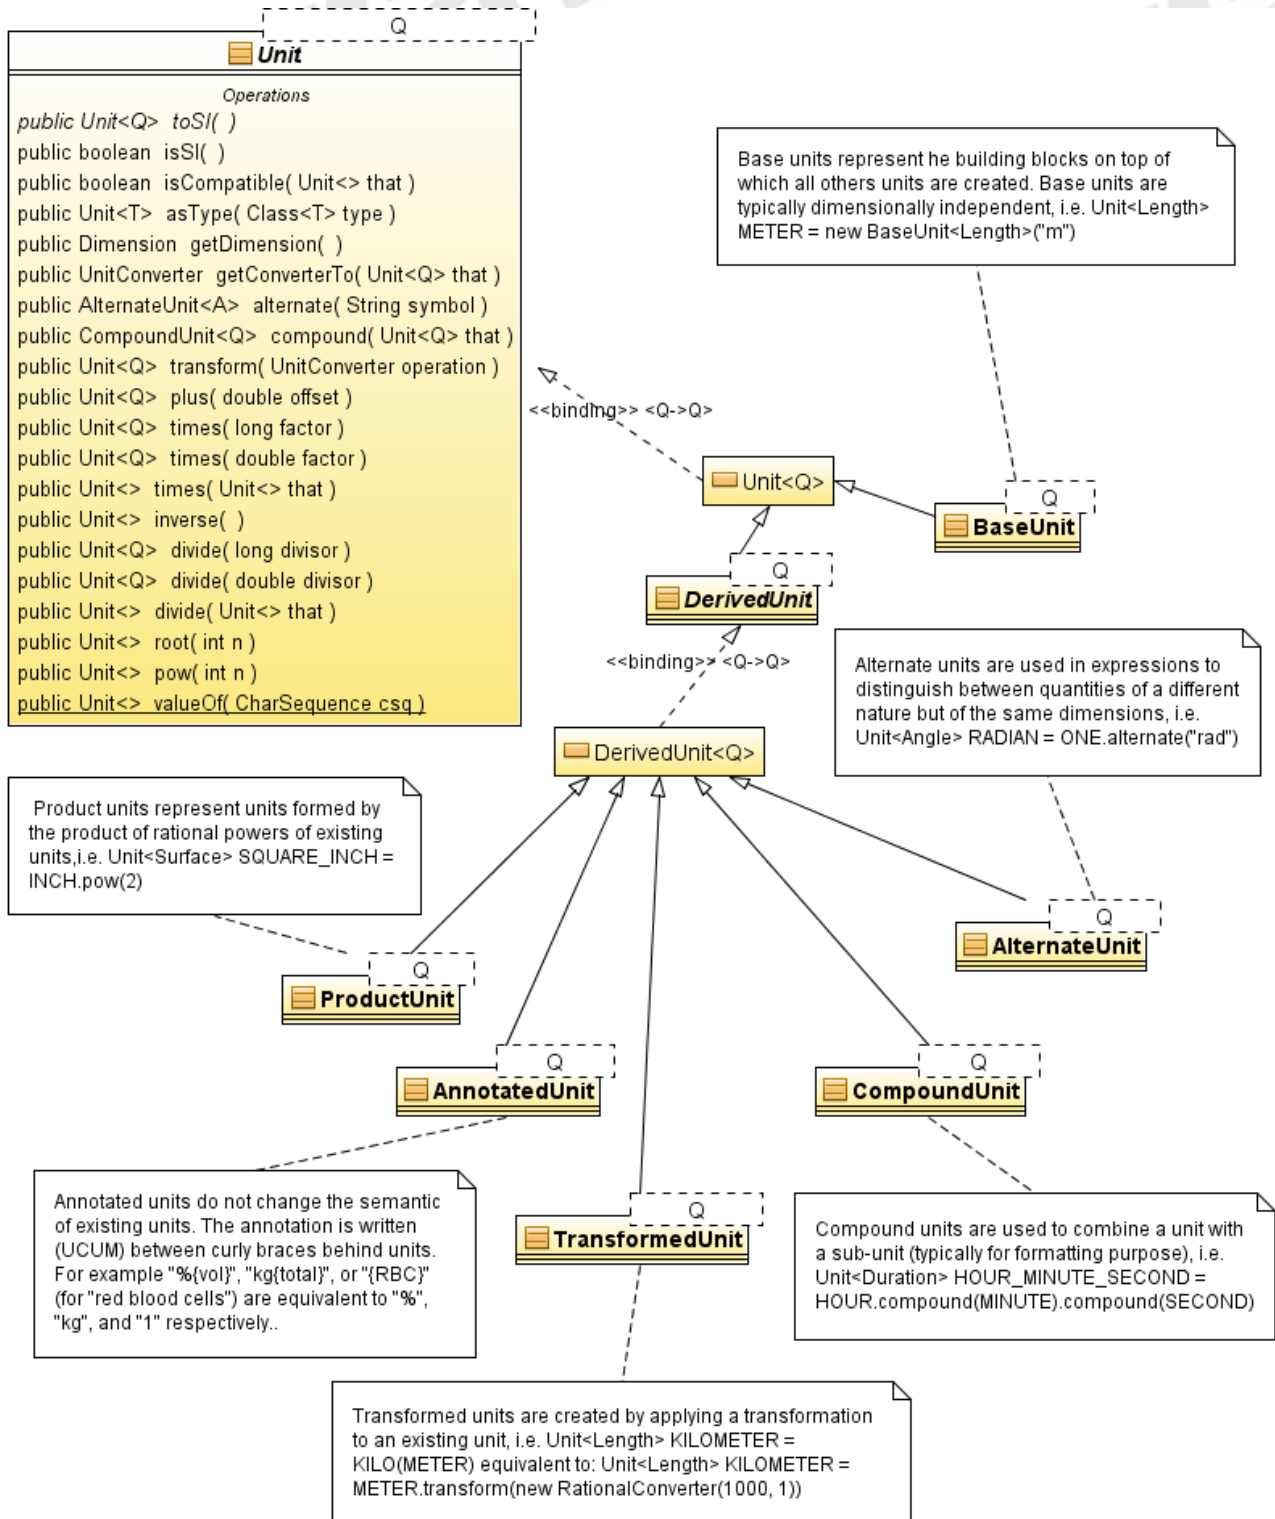 Q
Unit
Operations
public Unit<Q> toSI( )
public boolean isSI( )
public boolean isCompatible( Unit<> that )
public Unit<T> asType( Class<T> type )
public Dimension getDimension( )
public UnitConverter getConverterTo( Unit<Q> that )
public AlternateUnit<A> alternate( String symbol )
public CompoundUnit<Q> compound( Unit<Q> that )
public Unit<Q> transform( UnitConverter operation )
public Unit<Q> plus( double offset )
public Unit<Q> times( long factor )
public Unit<Q> times( double factor )
public Unit<> times( Unit<> that )
public Unit<> inverse( )
public Unit<Q> divide( long divisor )
public Unit<Q> divide( double divisor )
public Unit<> divide( Unit<> that )
public Unit<> root( int n )
public Unit<> pow( int n )
public Unit<> valueOf( CharSequence csq )
Base units represent he building blocks on top of
which all others units are created. Base units are
typically dimensionally independent, i.e. Unit<Length>
METER = new BaseUnit<Length>("m")
<<binding>> <Q->Q>
Unit<Q>
Q
BaseUnit
Q
DerivedUnit
<<binding>> <Q->Q>
Alternate units are used in expressions to
distinguish between quantities of a different
nature but of the same dimensions, i.e.
Unit<Angle> RADIAN = ONE.alternate("rad")
DerivedUnit<Q>
Product units represent units formed by
the product of rational powers of existing
units,i.e. Unit<Surface> SQUARE_INCH =
INCH.pow(2)
Q
AlternateUnit
Q
ProductUnit
Q
AnnotatedUnit
Q
CompoundUnit
Annotated units do not change the semantic
of existing units. The annotation is written
(UCUM) between curly braces behind units.
For example "%{vol}", "kg{total}", or "{RBC}"
(for "red blood cells") are equivalent to "%",
"kg", and "1" respectively..
Q
TransformedUnit
Compound units are used to combine a unit with
a sub-unit (typically for formatting purpose), i.e.
Unit<Duration> HOUR_MINUTE_SECOND =
HOUR.compound(MINUTE).compound(SECOND)
Transformed units are created by applying a transformation
to an existing unit, i.e. Unit<Length> KILOMETER =
KILO(METER) equivalent to: Unit<Length> KILOMETER =
METER.transform(new RationalConverter(1000, 1))